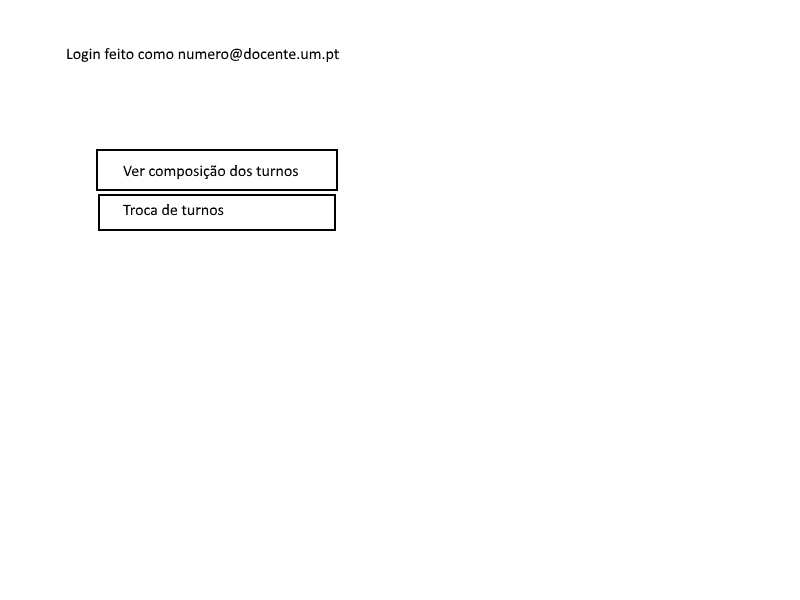 Login feito como numero@docente.um.pt
Ver composição dos turnos
Troca de turnos